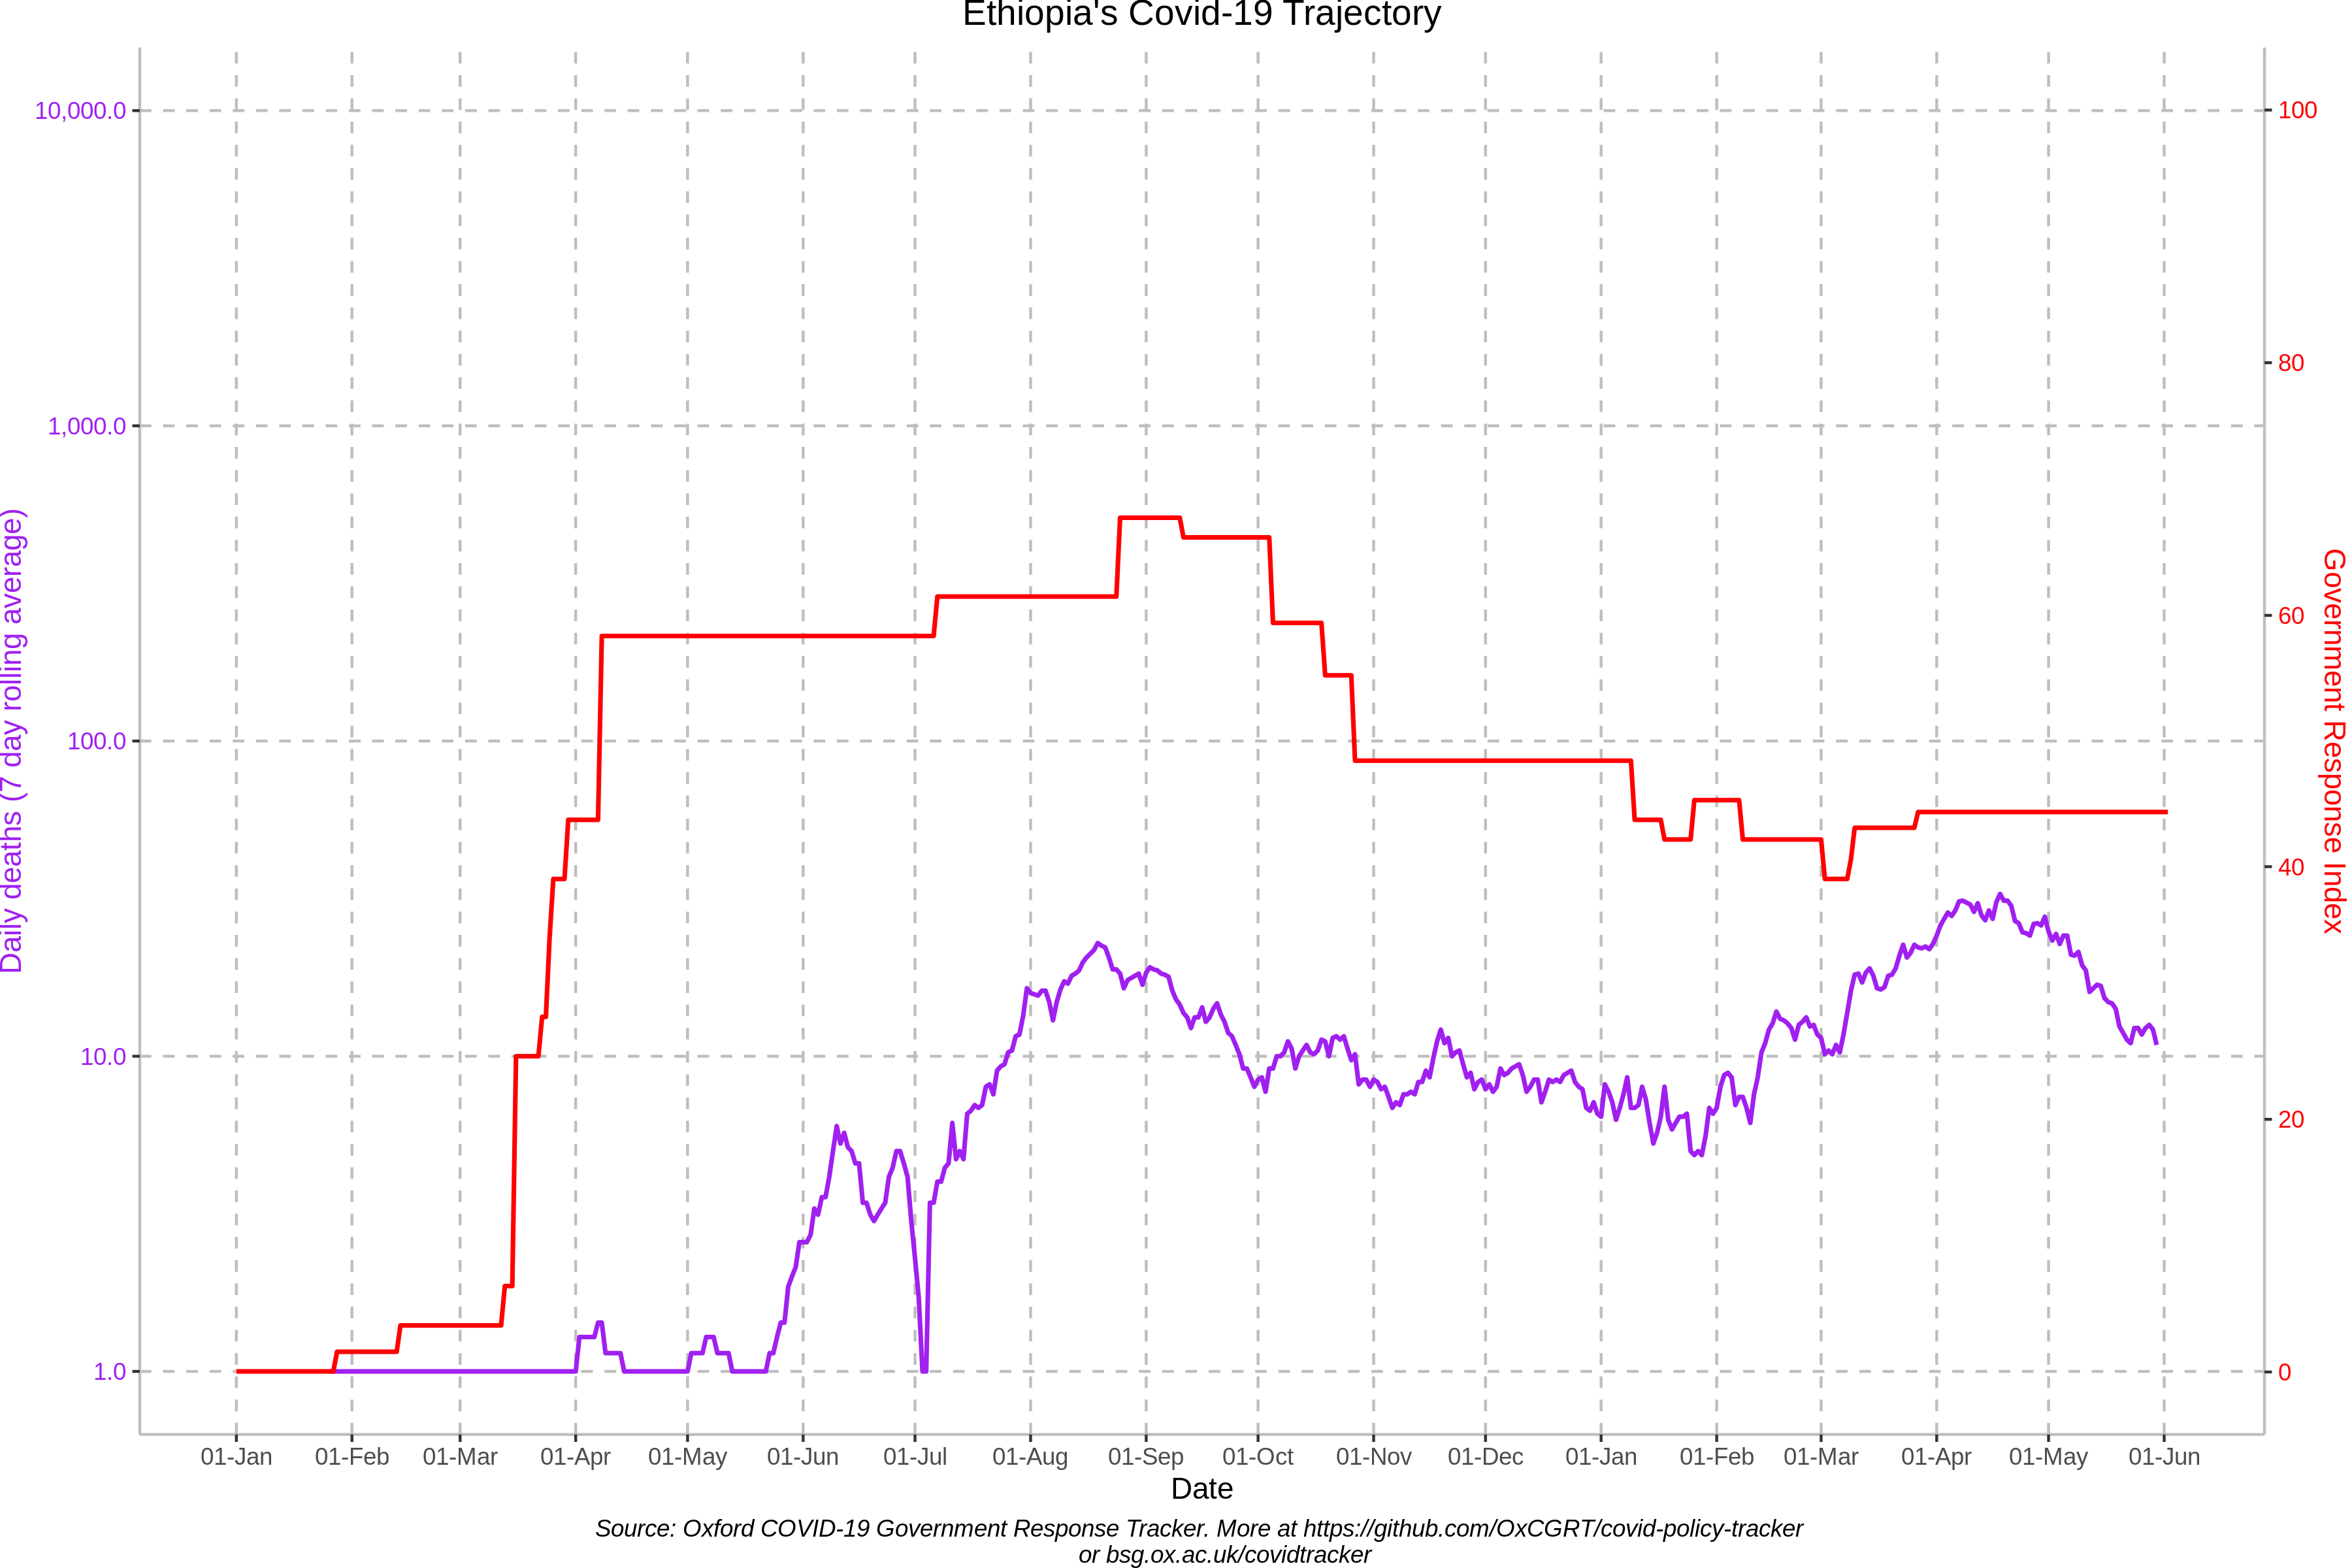 Ethiopia's Covid-19 Trajectory
10,000.0
1,000.0
100.0
10.0
1.0
Daily deaths (7 day rolling average)
100
80
60
40
20
0
Government Response Index
01-Jan 01-Feb 01-Mar 01-Apr 01-May 01-Jun 01-Jul 01-Aug 01-Sep 01-Oct 01-Nov 01-Dec 01-Jan 01-Feb 01-Mar 01-Apr 01-May 01-Jun
Date
Source: Oxford COVID-19 Government Response Tracker. More at https://github.com/OxCGRT/covid-policy-tracker
or bsg.ox.ac.uk/covidtracker